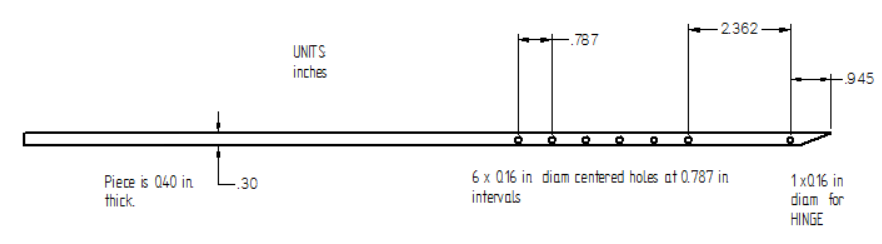 2.362
.787
UNITS:
inches
.945
Piece is 0.40 in.
thick.
.30
6 x 0.16 in diam centered holes at 0.787 in
intervals
1 x0.16 in
diam for
HINGE